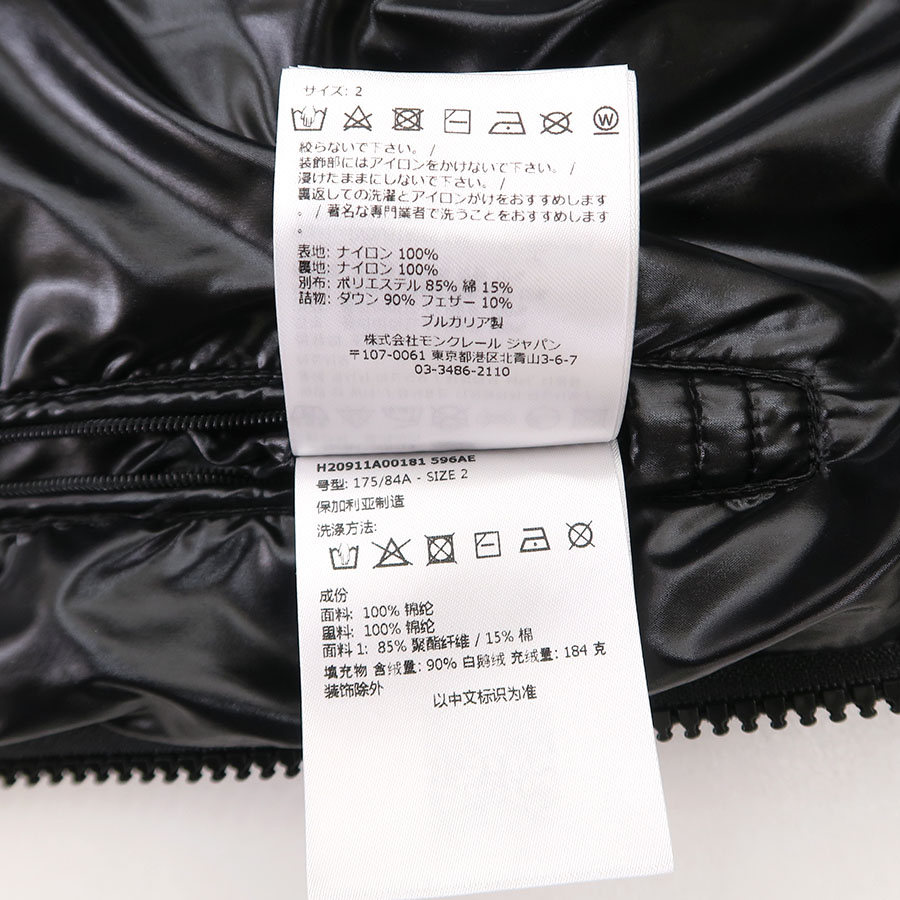 サイズ: 2
W
絞らないで下さい。 /
装飾部にはアイロンをかけないで下さい。 /
浸けたままにしないで下さい。 /
裏返しての洗濯とアイロンがけをおすすめします
。 / 著名な専門業者で洗うことをおすすめします
。
表地: ナイロン 100%
裏地: ナイロン 100%
別布: ポリエステル 85% 綿 15%
詰物: ダウン 90% フェザー 10%
ブルガリア製
株式会社モンクレール ジャパン
〒107-0061 東京都港区北青山3-6-7
03-3486-2110
H20911A00181 596AE
号型: 175/84A - SIZE 2
保加利亚制造
洗涤方法:
成份
面料: 100% 锦纶
里料: 100% 锦纶
面料 1: 85% 聚酯纤维 / 15% 棉
填充物 含绒量: 90% 白鹅绒 充绒量: 184 克
装饰除外
以中文标识为准